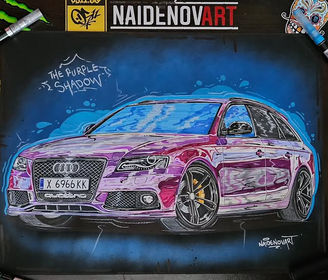 NAIDENOVART
THE PURPLE
SHADOW
X 6966 KK
quattro
NAIDENOVART